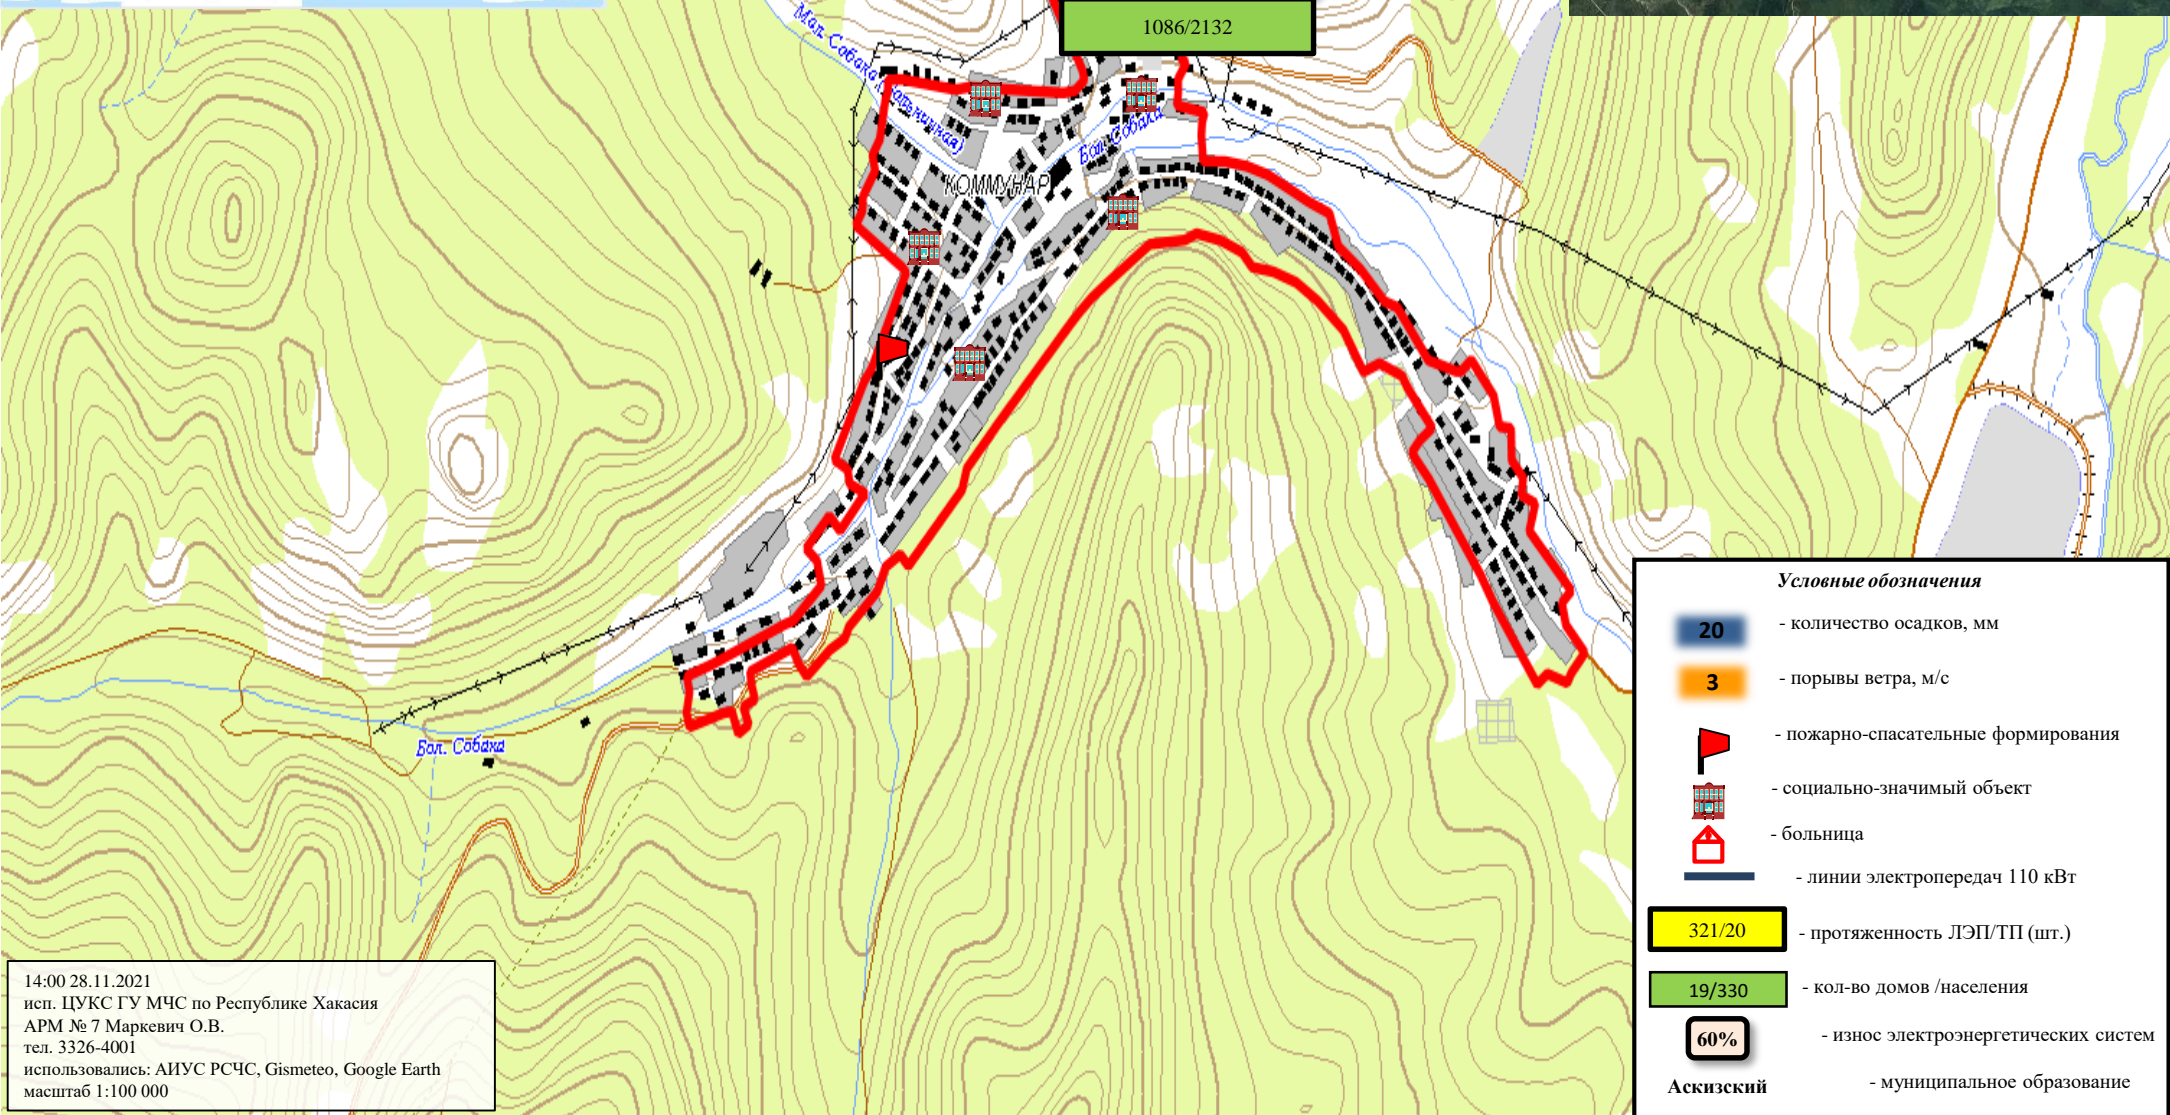 1086/2132
Мал. Собака
(Кольчинная)
Бол. Собака
КОММУНАР
Бол. Собака
Условные обозначения
20 - количество осадков, мм
3 - порывы ветра, м/с
- пожарно-спасательные формирования
- социально-значимый объект
- больница
- линии электропередач 110 кВт
321/20 - протяженность ЛЭП/ТП (шт.)
19/330 - кол-во домов /населения
60% - износ электроэнергетических систем
Аскизский - муниципальное образование
14:00 28.11.2021
исп. ЦУКС ГУ МЧС по Республике Хакасия
АРМ № 7 Маркевич О.В.
тел. 3326-4001
использовались: АИУС РСЧС, Gismeteo, Google Earth
масштаб 1:100 000